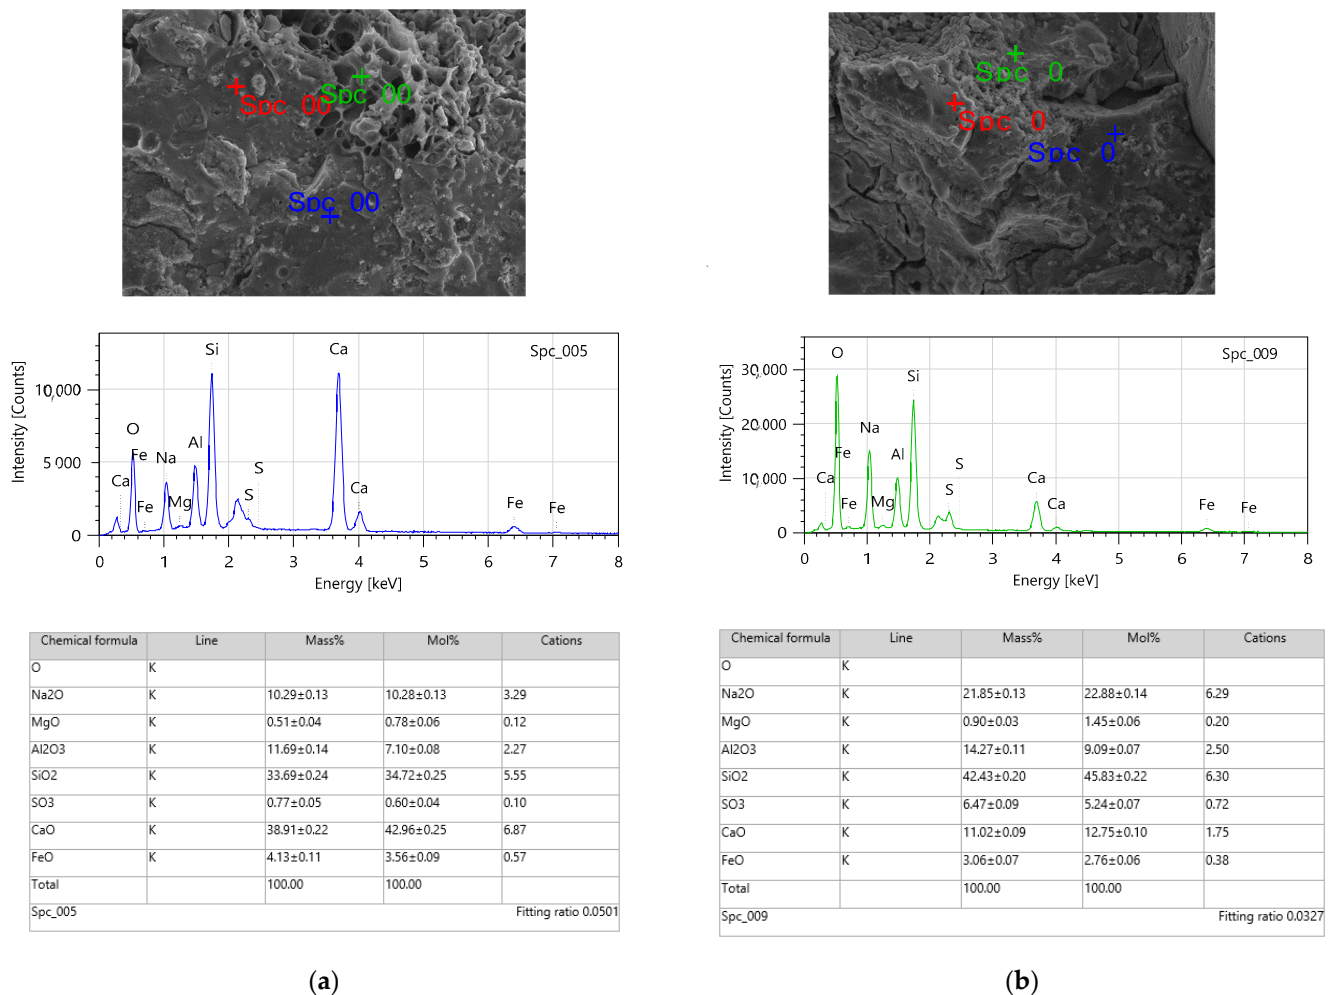 Spc 00
Spc 00
Spc 00
Spc 0
Spc 0
Spc 0
Intensity [Counts]
10,000
5 000
0
Si
Ca
Spc_005
O
Fe
Na
Al
Ca
Fe
Mg
S
S
Ca
Fe
Fe
0 1 2 3 4 5 6 7 8
Energy [keV]
Intensity [Counts]
30,000
20,000
10,000
0
O
Si
Spc_009
Na
Fe
Al
Ca
Fe
Mg
S
S
Ca
Ca
Fe
Fe
0 1 2 3 4 5 6 7 8
Energy [keV]
Chemical formula Line Mass% Mol% Cations
O K
Na2O K 10.29±0.13 10.28±0.13 3.29
MgO K 0.51±0.04 0.78±0.06 0.12
Al2O3 K 11.69±0.14 7.10±0.08 2.27
SiO2 K 33.69±0.24 34.72±0.25 5.55
SO3 K 0.77±0.05 0.60±0.04 0.10
CaO K 38.91±0.22 42.96±0.25 6.87
FeO K 4.13±0.11 3.56±0.09 0.57
Total 100.00 100.00
Spc_005 Fitting ratio 0.0501
Chemical formula Line Mass% Mol% Cations
O K
Na2O K 21.85±0.13 22.88±0.14 6.29
MgO K 0.90±0.03 1.45±0.06 0.20
Al2O3 K 14.27±0.11 9.09±0.07 2.50
SiO2 K 42.43±0.20 45.83±0.22 6.30
SO3 K 6.47±0.09 5.24±0.07 0.72
CaO K 11.02±0.09 12.75±0.10 1.75
FeO K 3.06±0.07 2.76±0.06 0.38
Total 100.00 100.00
Spc_009 Fitting ratio 0.0327
(a)
(b)